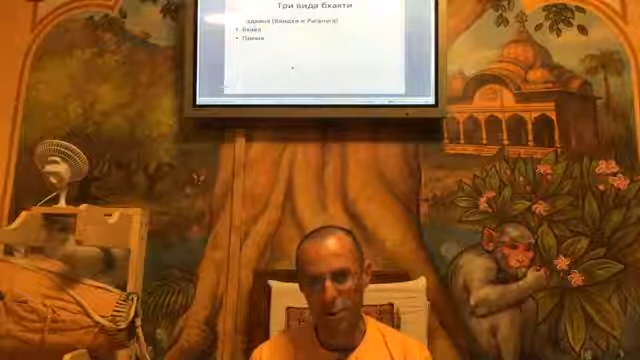 Три вида бхакти
садхана (Вайдхи и Рагануга)
• Бхава
• Према